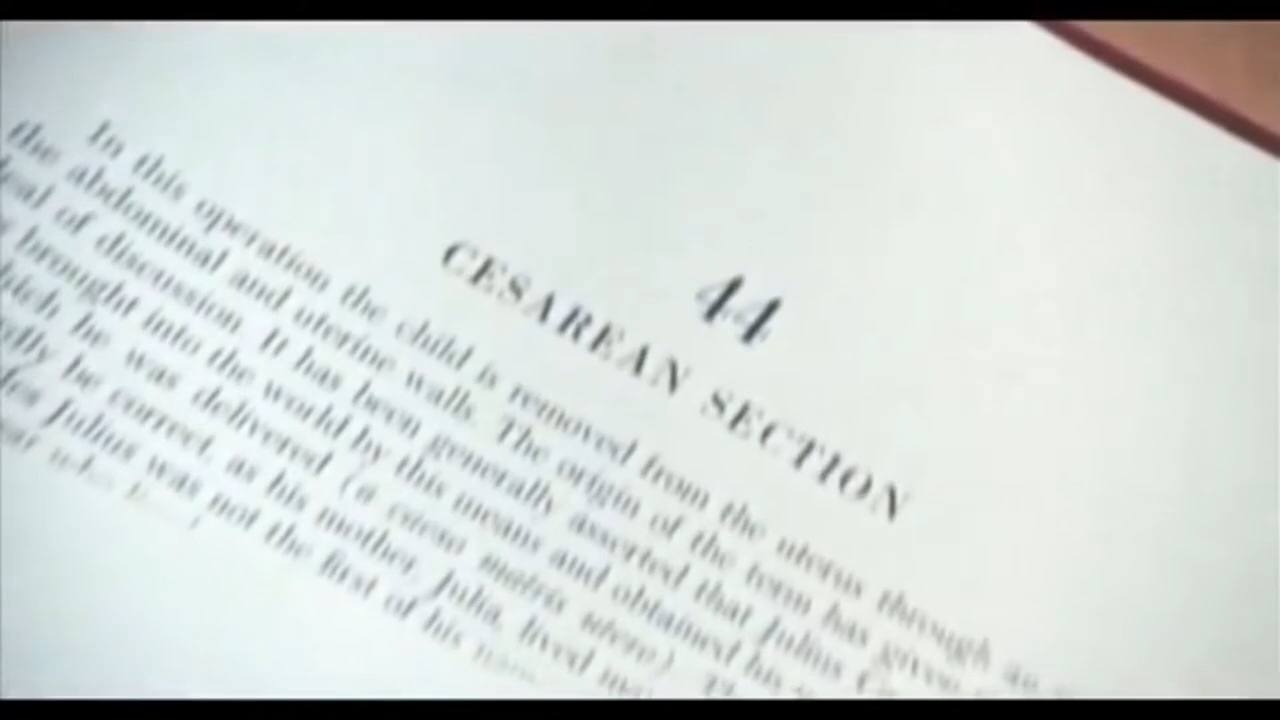 44
CESAREAN SECTION
In this operation the child is removed from the uterus through an
the abdominal and uterine walls. The origin of the term has given
of discussion. It has been generally asserted that Julius
brought into the world by this means and obtained his
he was delivered (a caeso matris utero).
be correct, as his mother, Julia, lived
Julius was not the first of his